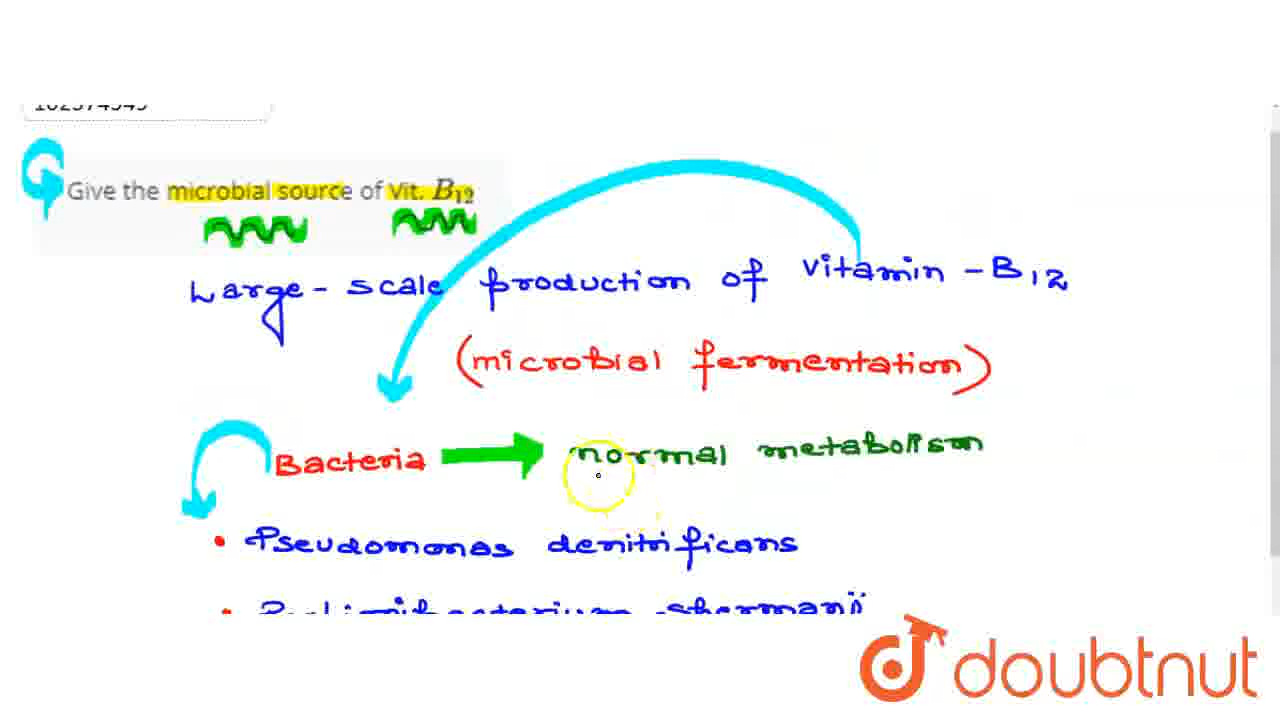 Give the microbial source of Vit. B12
Large-scale production of vitamin-B12
(microbial fermentation)
Bacteria normal metabolism
• Pseudomonas denitrificans
• shermanii
doubtnut